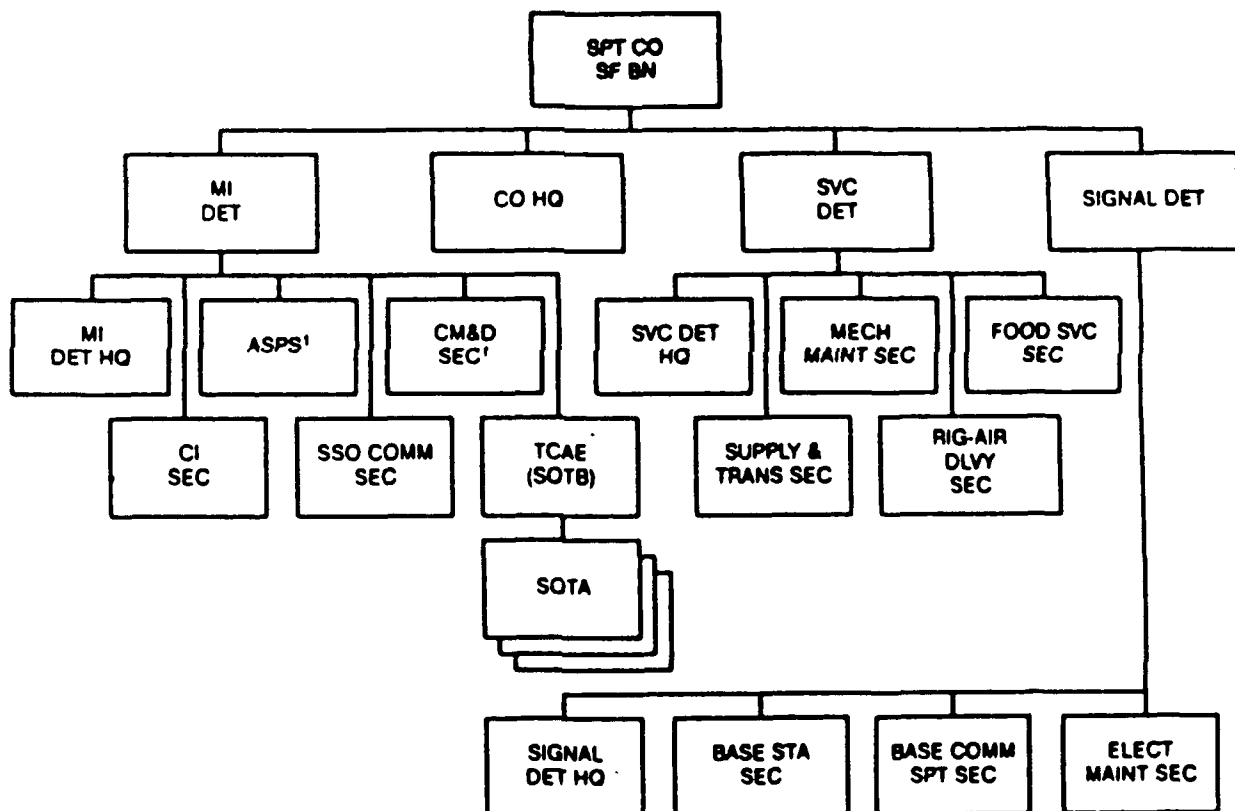 SPT CO
SF BN
MI
DET
CO HQ
SVC
DET
SIGNAL DET
MI
DET HQ
ASPS¹
CM&D
SEC¹
SVC DET
HQ
MECH
MAINT SEC
FOOD SVC
SEC
CI
SEC
SSO COMM
SEC
TCAE
(SOTB)
SUPPLY &
TRANS SEC
RIG-AIR
DLVY
SEC
SOTA
SIGNAL
DET HQ
BASE STA
SEC
BASE COMM
SPT SEC
ELECT
MAINT SEC